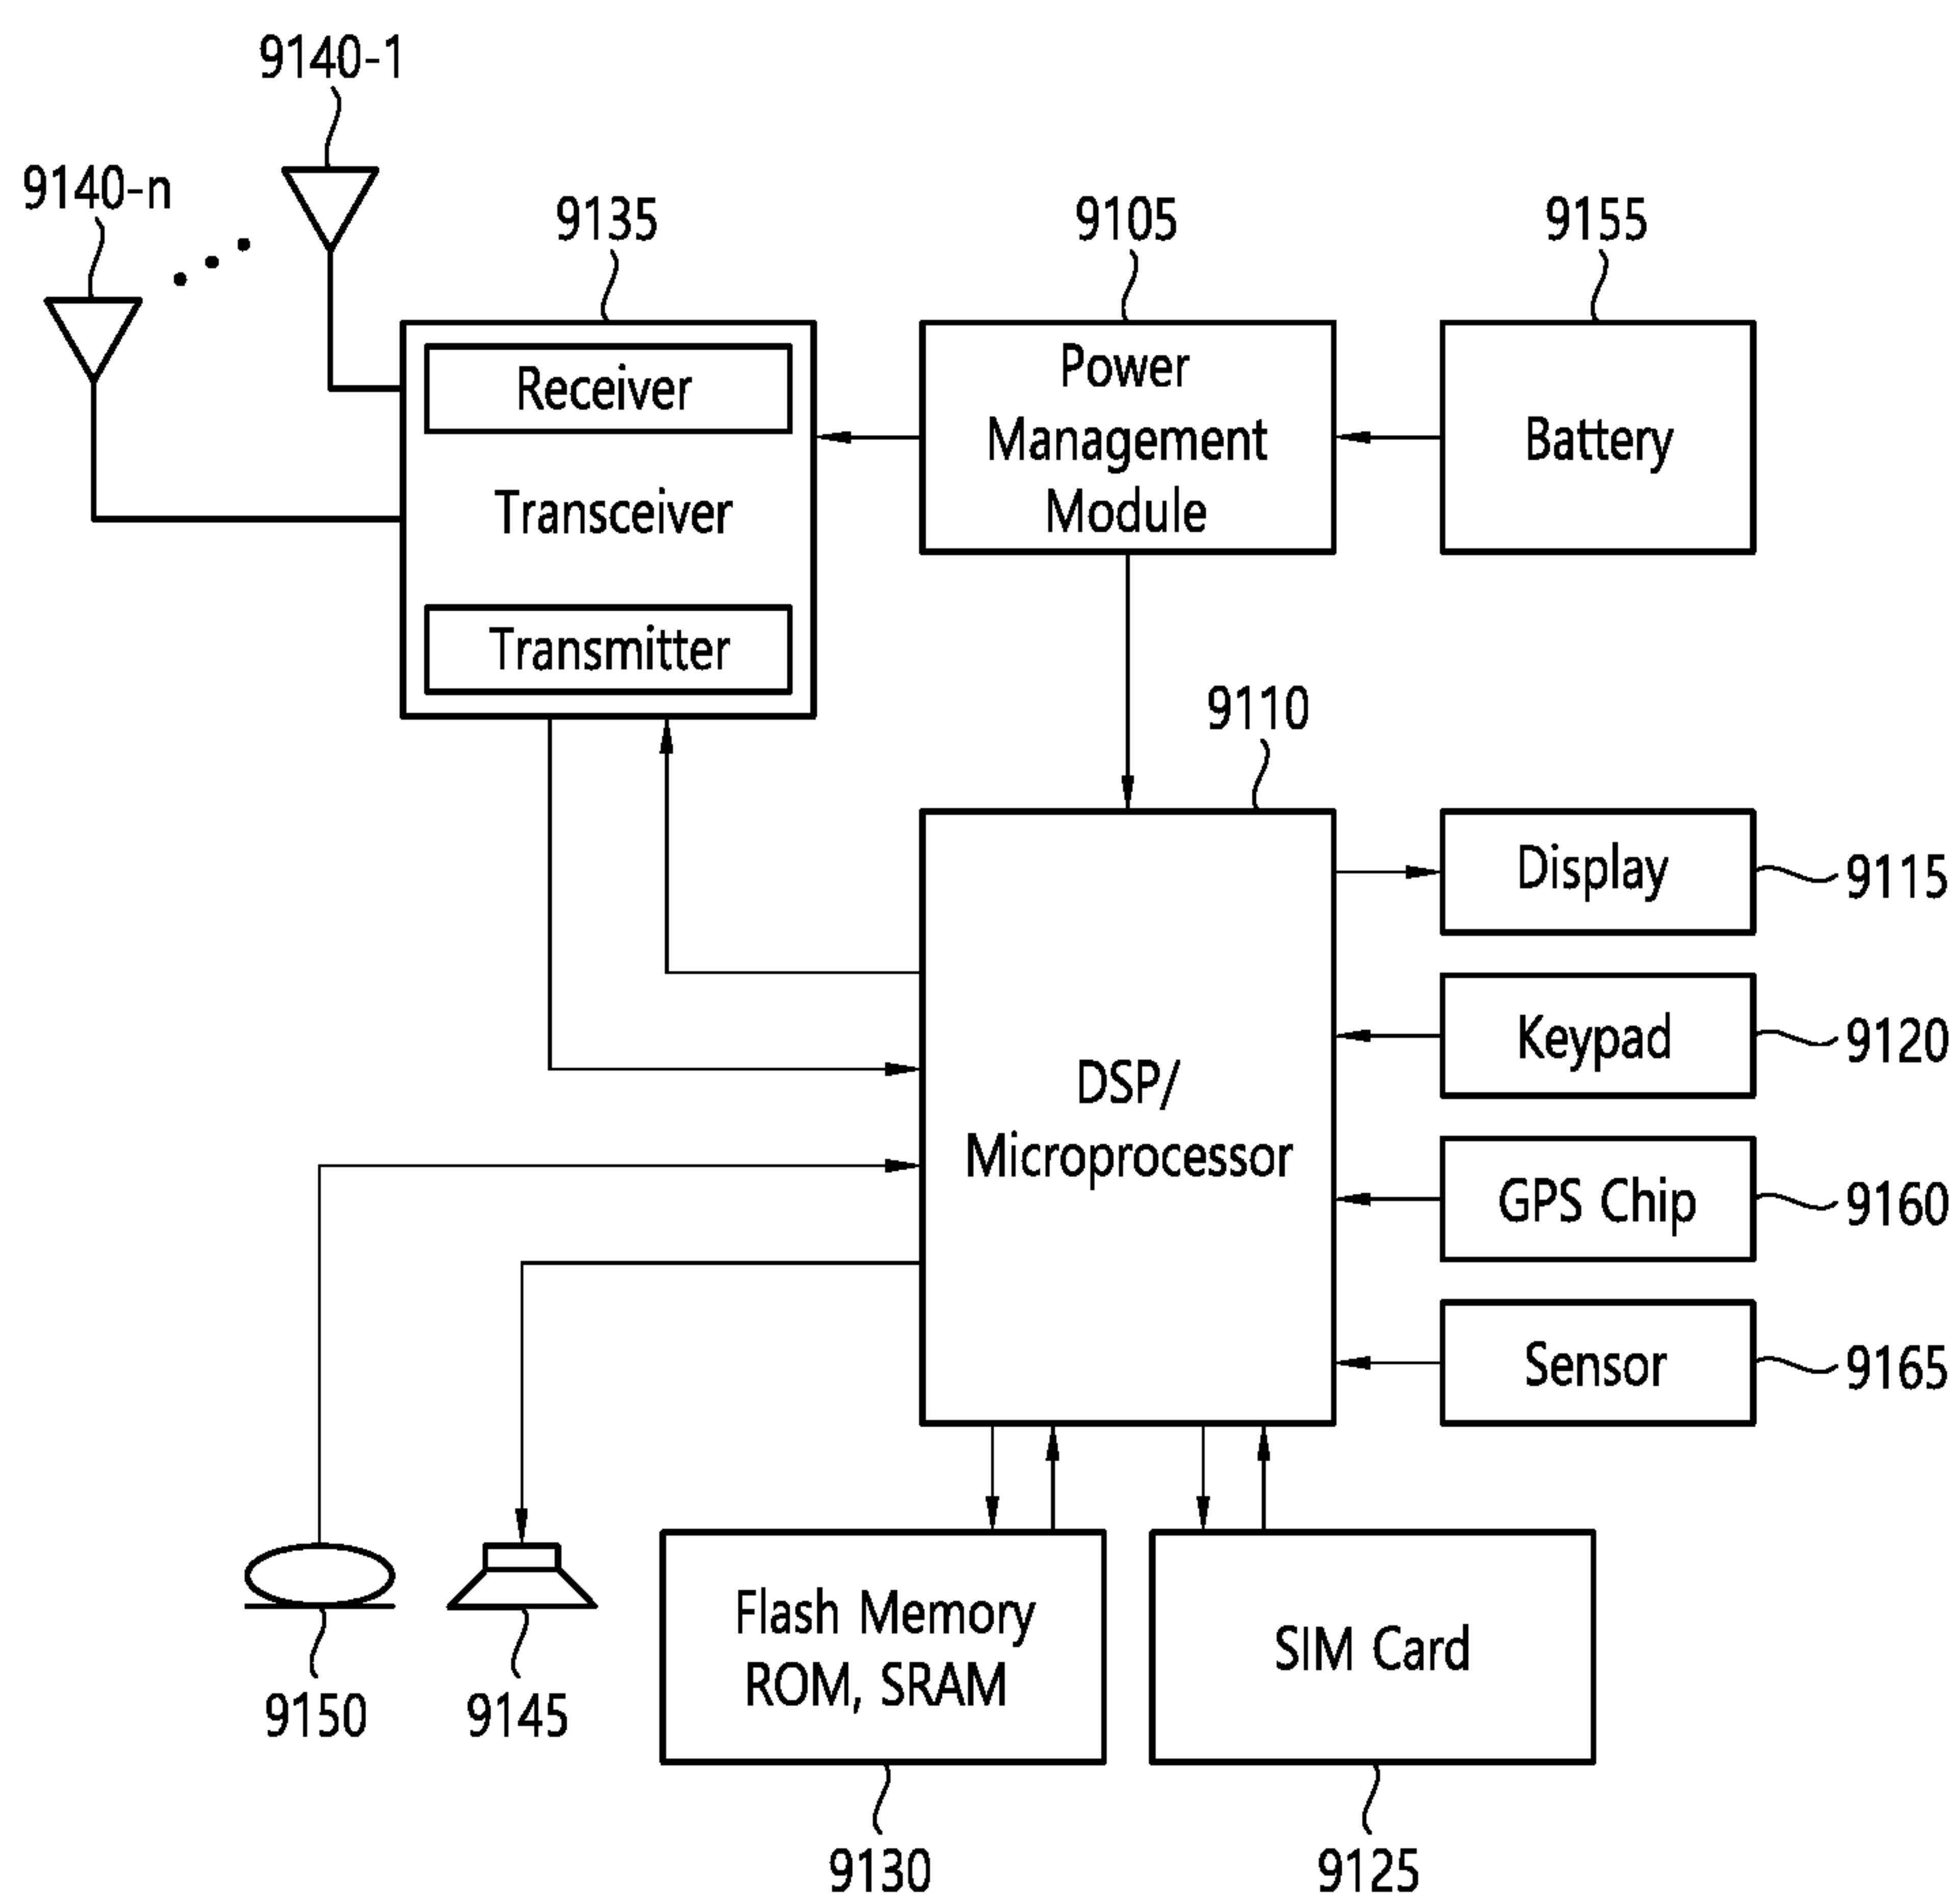 9140-1
9140-n
9135
9105
9155
Receiver
Transceiver
Transmitter
Power
Management
Module
Battery
9110
DSP/
Microprocessor
Display
9115
Keypad
9120
GPS Chip
9160
Sensor
9165
9150
9145
Flash Memory
ROM, SRAM
SIM Card
9130
9125